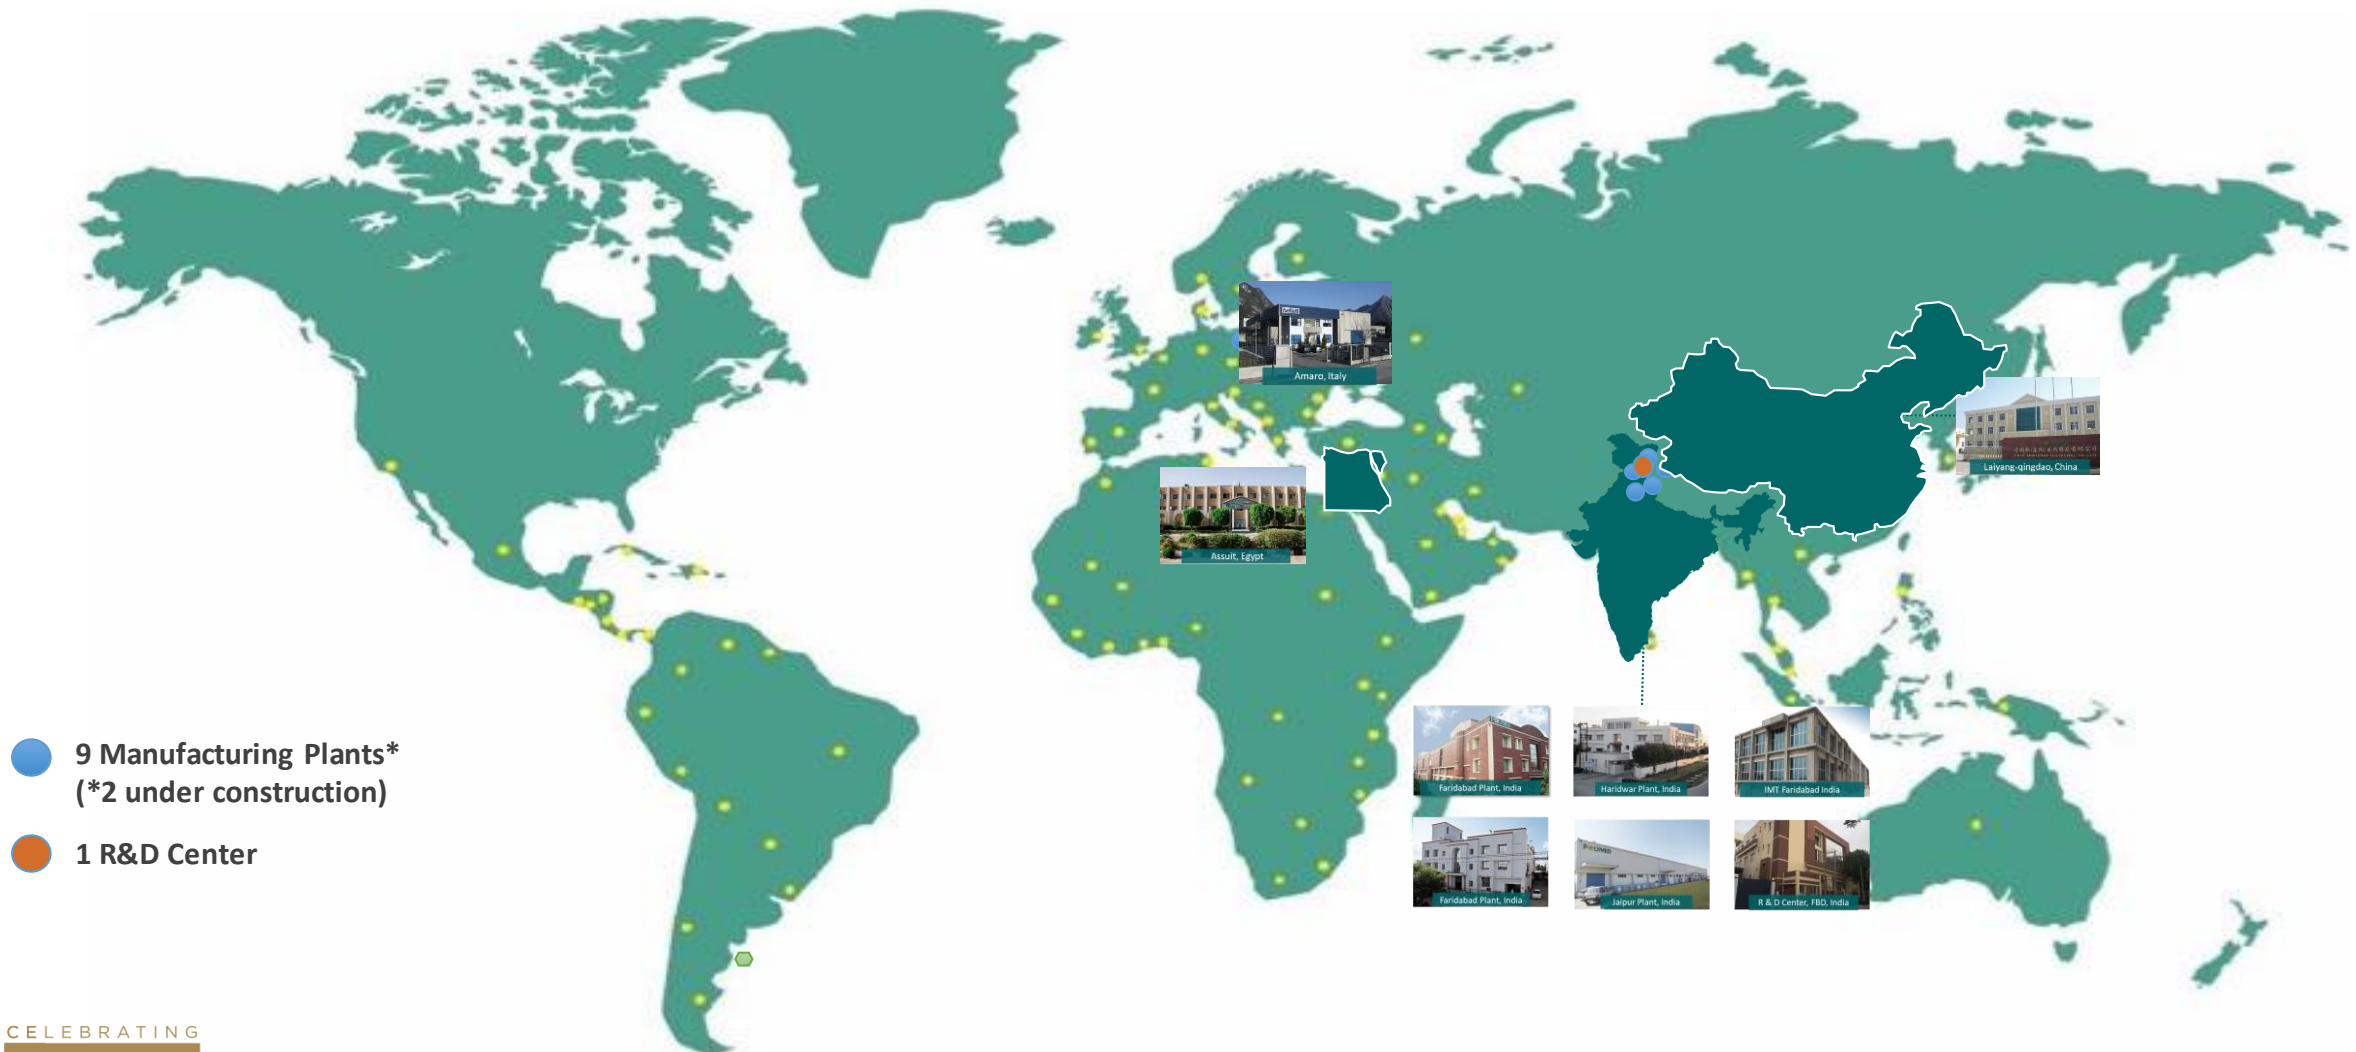 Amaro, Italy
Laiyang-qingdao, China
Assuit, Egypt
Faridabad Plant, India
Haridwar Plant, India
IMT Faridabad India
Faridabad Plant, India
POLYMED
Jaipur Plant, India
R & D Center, FBD, India
9 Manufacturing Plants*
(*2 under construction)
1 R&D Center
CELEBRATING